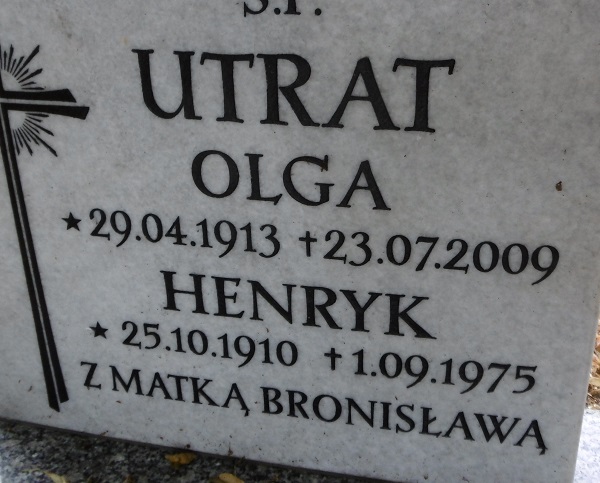 Ś.P.
UTRAT
OLGA
★29.04.1913 ✝23.07.2009
HENRYK
★ 25.10.1910 ✝1.09.1975
Z MATKĄ BRONISŁAWĄ